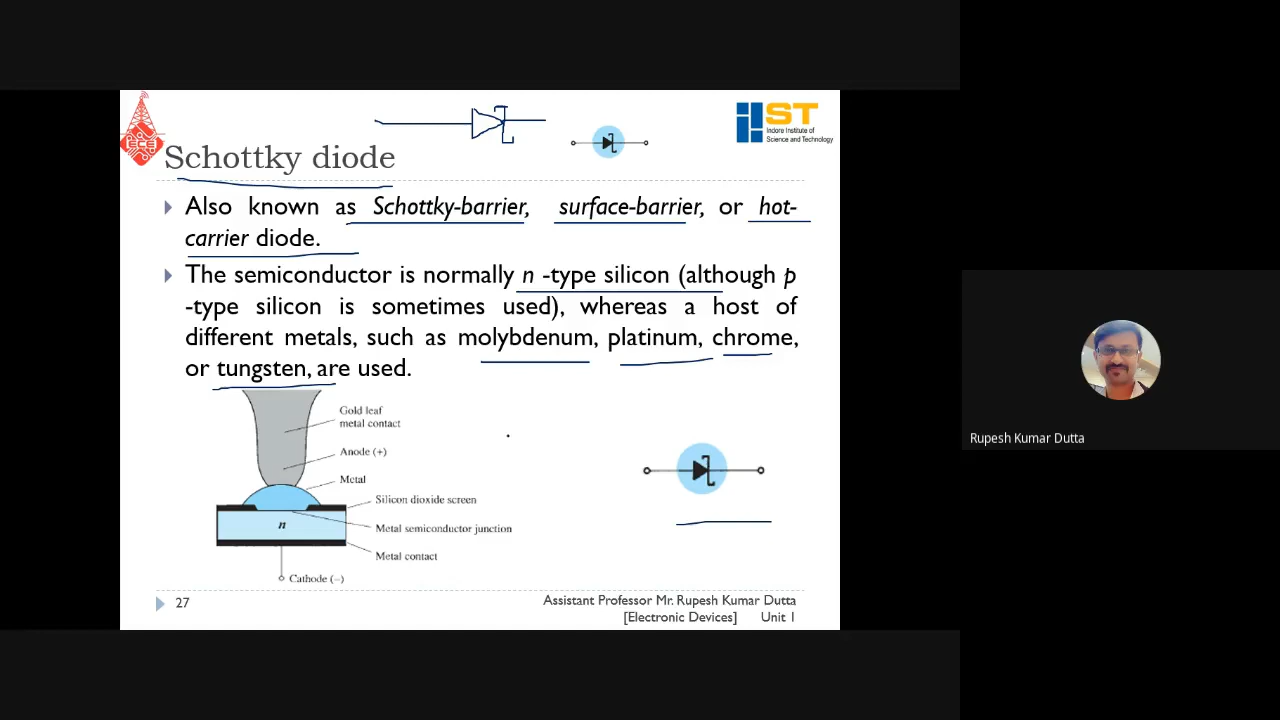 ECE
ST
Indore Institute of
Science and Technology
Schottky diode
Also known as Schottky-barrier, surface-barrier, or hot-
carrier diode.
The semiconductor is normally n -type silicon (although p
-type silicon is sometimes used), whereas a host of
different metals, such as molybdenum, platinum, chrome,
or tungsten, are used.
Gold leaf
metal contact
Anode (+)
Metal
Silicon dioxide screen
n
Metal semiconductor junction
Metal contact
Cathode (−)
27
Assistant Professor Mr. Rupesh Kumar Dutta
[Electronic Devices] Unit 1
Rupesh Kumar Dutta